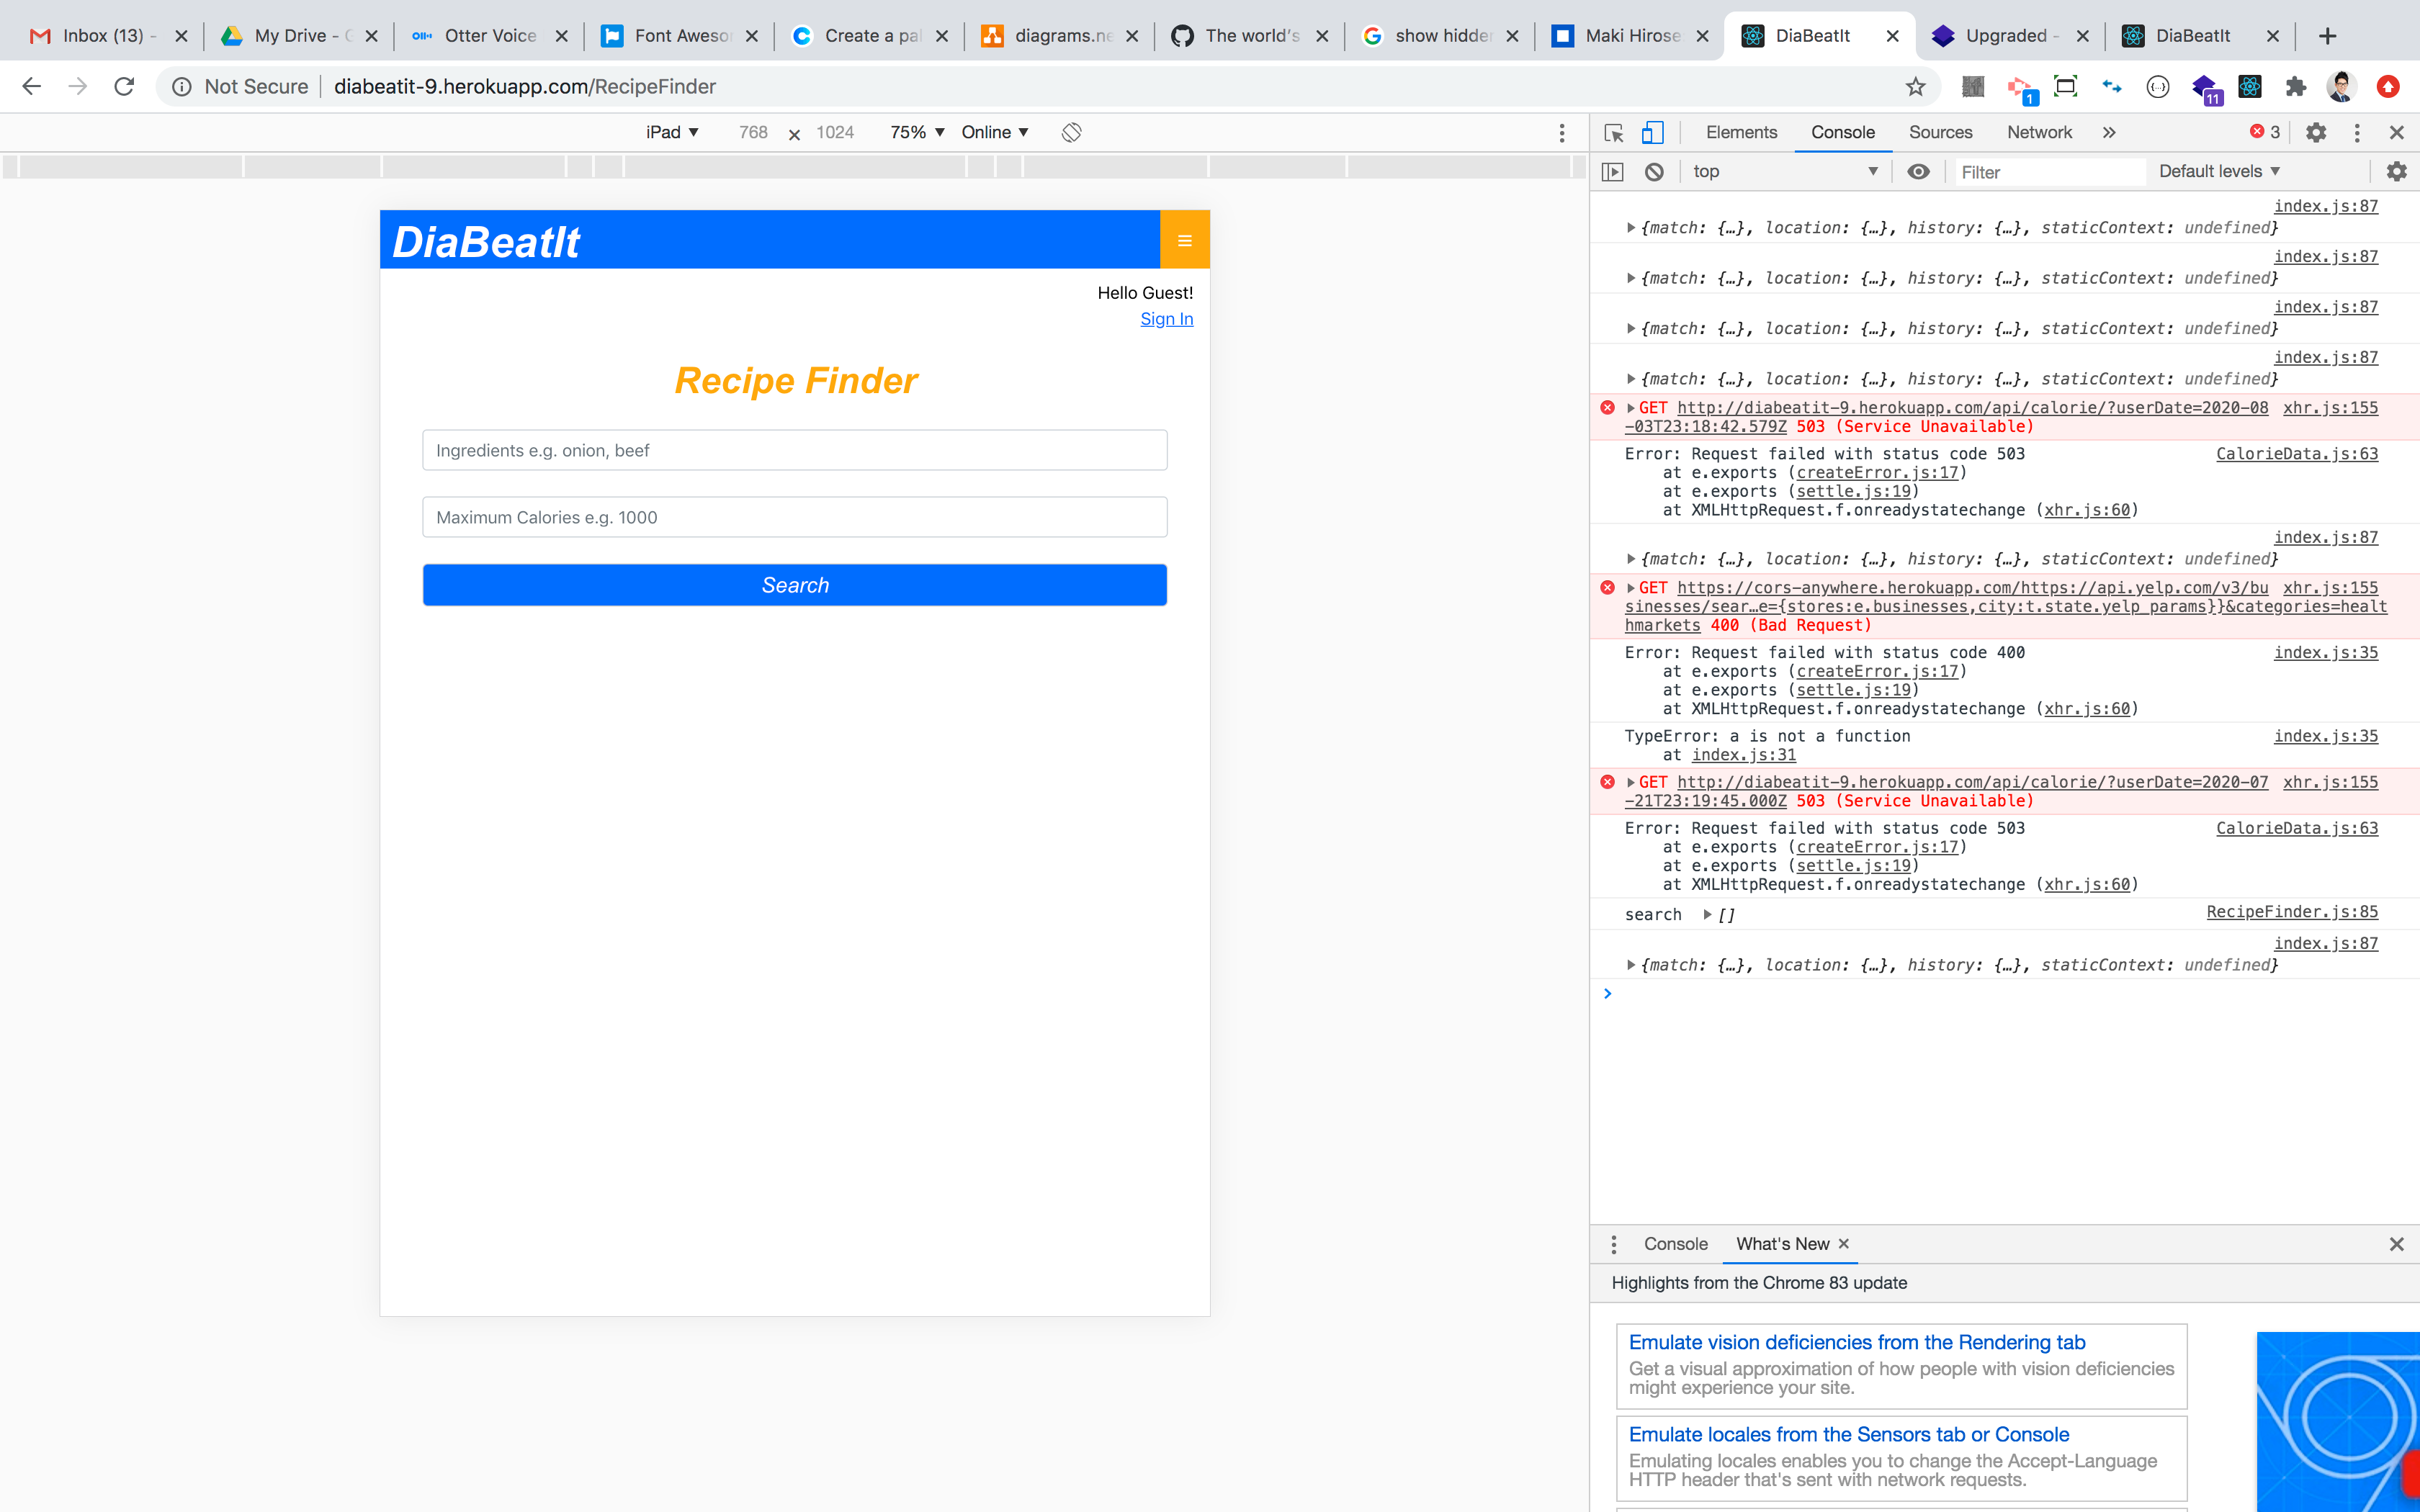 Inbox (13) -
My Drive -
Otter Voice
Font Aweso
Create a pal
diagrams.ne
The world's
show hidden
Maki Hirose
DiaBeatIt
Upgraded -
DiaBeatIt
Not Secure
diabeatit-9.herokuapp.com/RecipeFinder
1
11
iPad ▼ 768 × 1024 75% ▼ Online ▼
DiaBeatIt
Hello Guest!
Sign In
Recipe Finder
Ingredients e.g. onion, beef
Maximum Calories e.g. 1000
Search
Elements Console Sources Network » 3
top Filter Default levels ▼
index.js:87
{match: {…}, location: {…}, history: {…}, staticContext: undefined}
index.js:87
{match: {…}, location: {…}, history: {…}, staticContext: undefined}
index.js:87
{match: {…}, location: {…}, history: {…}, staticContext: undefined}
index.js:87
{match: {…}, location: {…}, history: {…}, staticContext: undefined}
GET http://diabeatit-9.herokuapp.com/api/calorie/?userDate=2020-08 xhr.js:155
-03T23:18:42.579Z 503 (Service Unavailable)
Error: Request failed with status code 503 CalorieData.js:63
at e.exports (createError.js:17)
at e.exports (settle.js:19)
at XMLHttpRequest.f.onreadystatechange (xhr.js:60)
index.js:87
{match: {…}, location: {…}, history: {…}, staticContext: undefined}
GET https://cors-anywhere.herokuapp.com/https://api.yelp.com/v3/bu xhr.js:155
sinesses/sear…e={stores:e.businesses,city:t.state.yelp_params}}&categories=healt
hmarkets 400 (Bad Request)
Error: Request failed with status code 400 index.js:35
at e.exports (createError.js:17)
at e.exports (settle.js:19)
at XMLHttpRequest.f.onreadystatechange (xhr.js:60)
TypeError: a is not a function index.js:35
at index.js:31
GET http://diabeatit-9.herokuapp.com/api/calorie/?userDate=2020-07 xhr.js:155
-21T23:19:45.000Z 503 (Service Unavailable)
Error: Request failed with status code 503 CalorieData.js:63
at e.exports (createError.js:17)
at e.exports (settle.js:19)
at XMLHttpRequest.f.onreadystatechange (xhr.js:60)
search [] RecipeFinder.js:85
index.js:87
{match: {…}, location: {…}, history: {…}, staticContext: undefined}
Console What's New
Highlights from the Chrome 83 update
Emulate vision deficiencies from the Rendering tab
Get a visual approximation of how people with vision deficiencies
might experience your site.
Emulate locales from the Sensors tab or Console
Emulating locales enables you to change the Accept-Language
HTTP header that's sent with network requests.